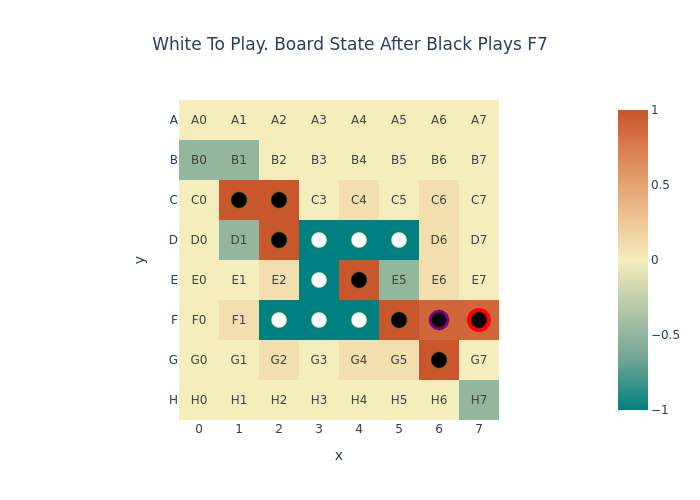 White To Play. Board State After Black Plays F7
A A0 A1 A2 A3 A4 A5 A6 A7
B B0 B1 B2 B3 B4 B5 B6 B7
C C0 C3 C4 C5 C6 C7
D D0 D1 D6 D7
E E0 E1 E2 E5 E6 E7
F F0 F1
G G0 G1 G2 G3 G4 G5 G7
H H0 H1 H2 H3 H4 H5 H6 H7
0 1 2 3 4 5 6 7
x
y
1
0.5
0
−0.5
−1